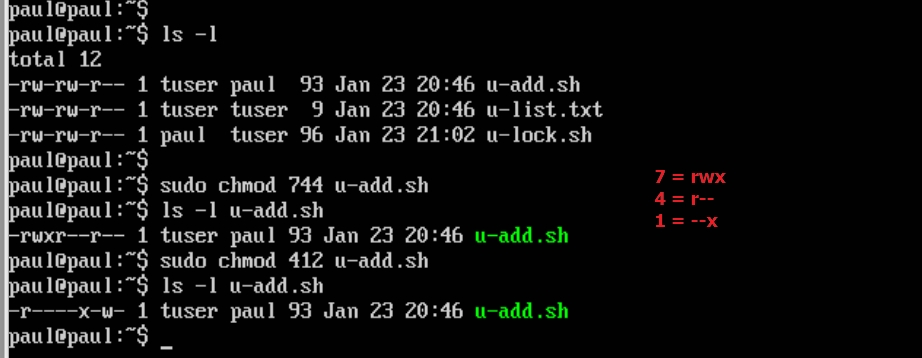 paul@paul:~$
paul@paul:~$ ls -l
total 12
-rw-rw-r-- 1 tuser paul  93 Jan 23 20:46 u-add.sh
-rw-rw-r-- 1 tuser tuser  9 Jan 23 20:46 u-list.txt
-rw-rw-r-- 1 paul  tuser 96 Jan 23 21:02 u-lock.sh
paul@paul:~$
paul@paul:~$ sudo chmod 744 u-add.sh
paul@paul:~$ ls -l u-add.sh
-rwxr--r-- 1 tuser paul 93 Jan 23 20:46 u-add.sh
paul@paul:~$ sudo chmod 412 u-add.sh
paul@paul:~$ ls -l u-add.sh
-r----x-w- 1 tuser paul 93 Jan 23 20:46 u-add.sh
paul@paul:~$ _
7 = rwx
4 = r--
1 = --x